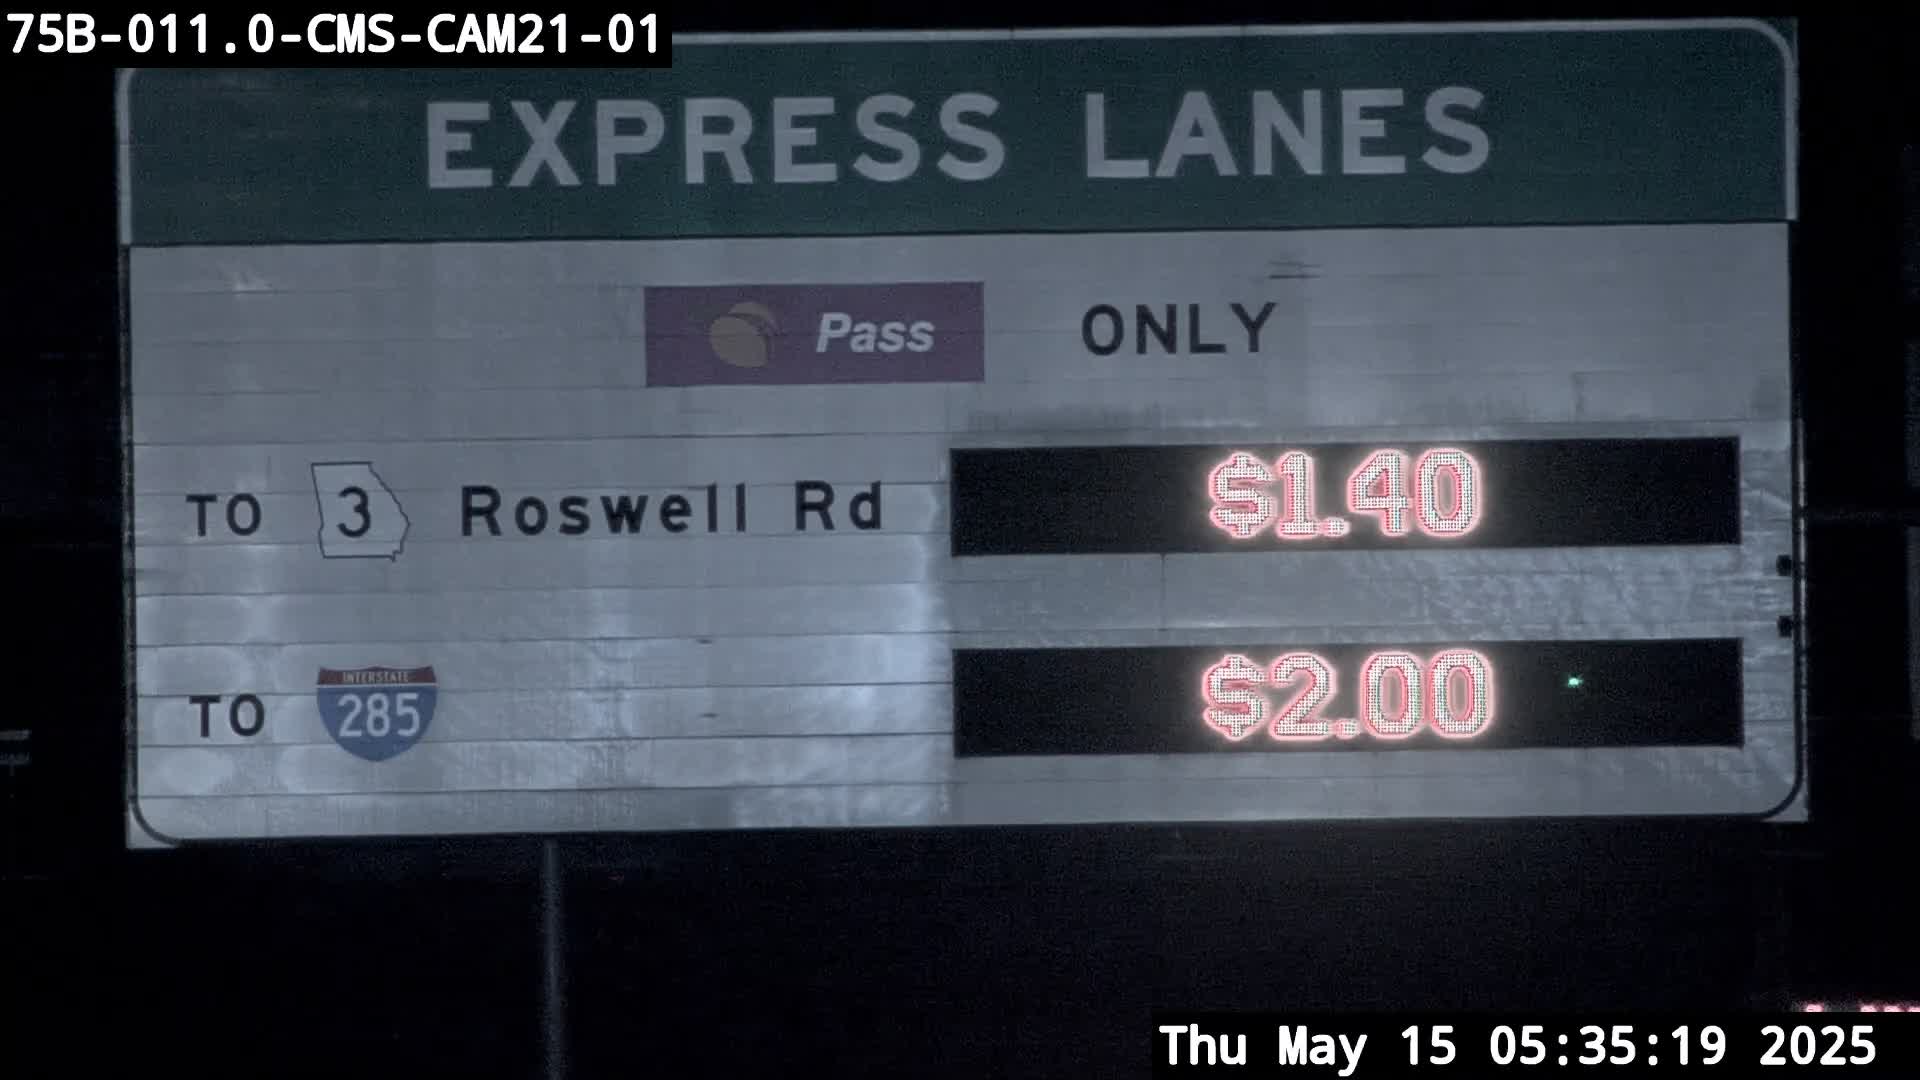 75B-011.0-CMS-CAM21-01
EXPRESS LANES
Pass ONLY
TO 3 Roswell Rd $1.40
TO INTERSTATE 285 $2.00
Thu May 15 05:35:19 2025